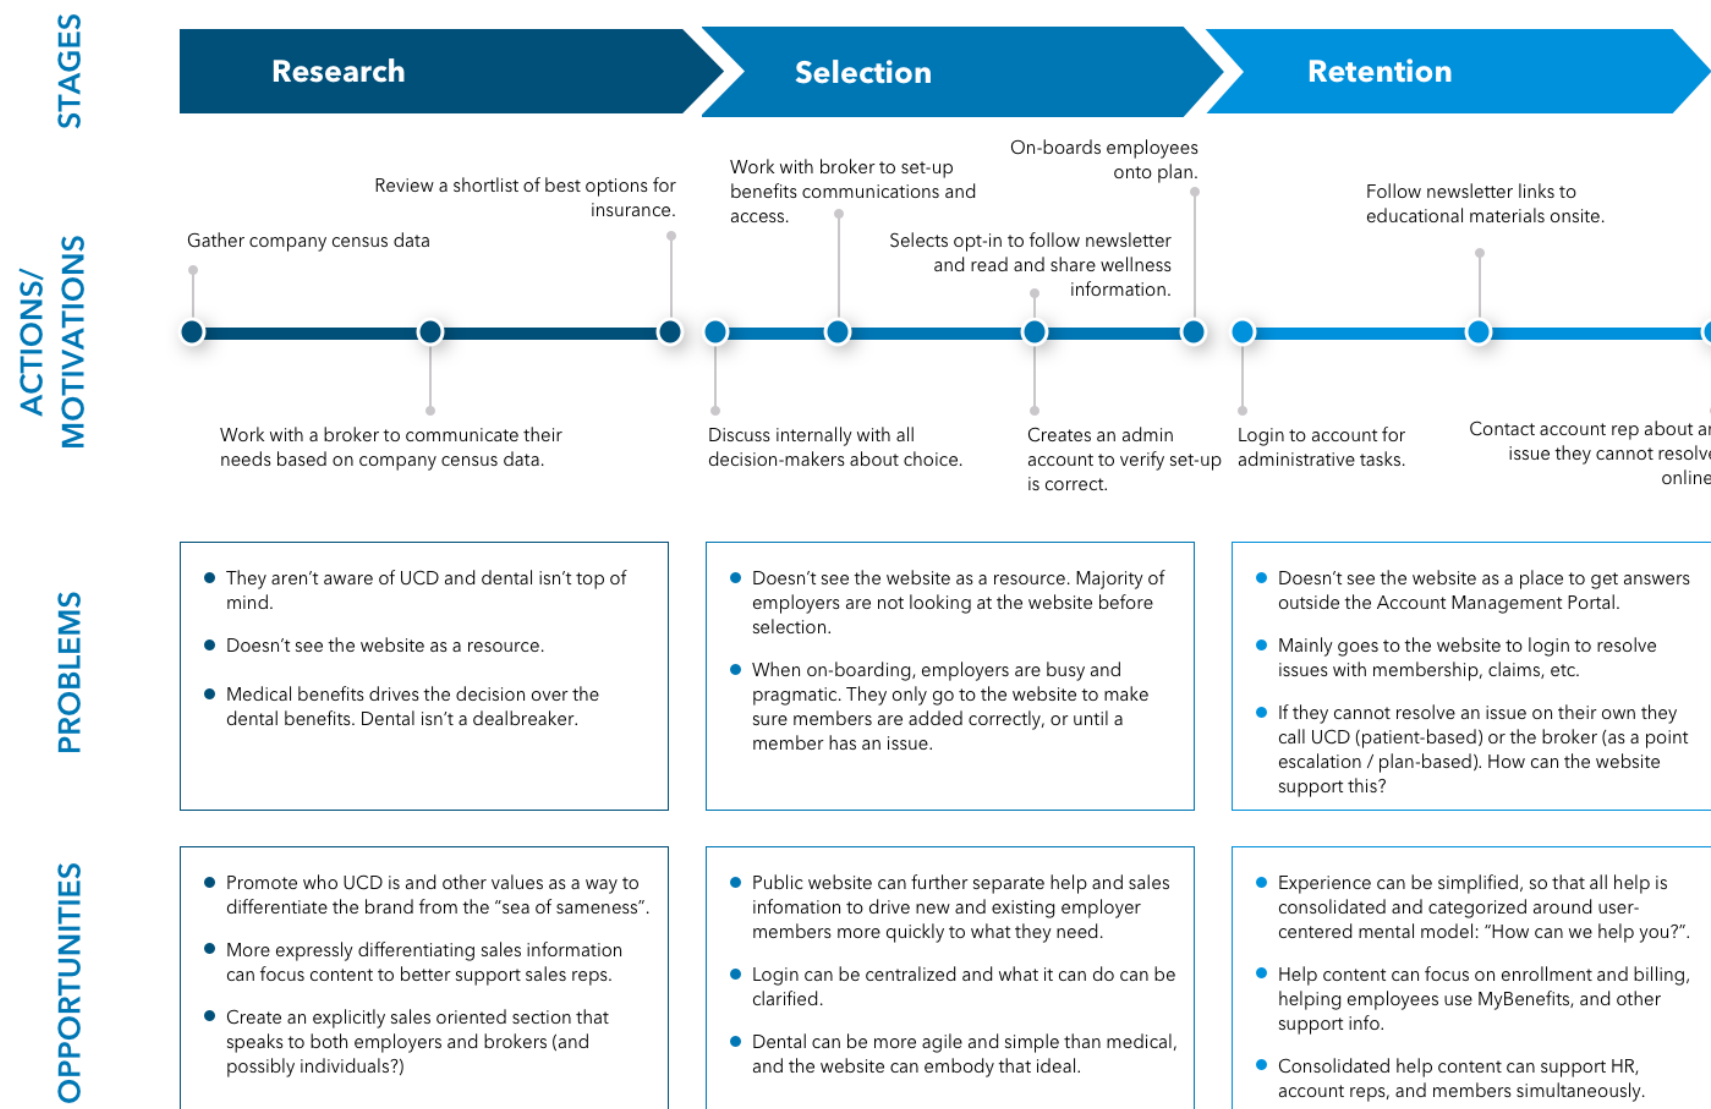 STAGES
Research
Selection
Retention
ACTIONS/
MOTIVATIONS
Gather company census data
Review a shortlist of best options for
insurance.
Work with a broker to communicate their
needs based on company census data.
Work with broker to set-up
benefits communications and
access.
On-boards employees
onto plan.
Selects opt-in to follow newsletter
and read and share wellness
information.
Discuss internally with all
decision-makers about choice.
Creates an admin
account to verify set-up
is correct.
Follow newsletter links to
educational materials onsite.
Login to account for
administrative tasks.
Contact account rep about an
issue they cannot resolve
online
PROBLEMS
They aren’t aware of UCD and dental isn’t top of
mind.
Doesn’t see the website as a resource.
Medical benefits drives the decision over the
dental benefits. Dental isn’t a dealbreaker.
Doesn’t see the website as a resource. Majority of
employers are not looking at the website before
selection.
When on-boarding, employers are busy and
pragmatic. They only go to the website to make
sure members are added correctly, or until a
member has an issue.
Doesn’t see the website as a place to get answers
outside the Account Management Portal.
Mainly goes to the website to login to resolve
issues with membership, claims, etc.
If they cannot resolve an issue on their own they
call UCD (patient-based) or the broker (as a point
escalation / plan-based). How can the website
support this?
OPPORTUNITIES
Promote who UCD is and other values as a way to
differentiate the brand from the “sea of sameness”.
More expressly differentiating sales information
can focus content to better support sales reps.
Create an explicitly sales oriented section that
speaks to both employers and brokers (and
possibly individuals?)
Public website can further separate help and sales
infomation to drive new and existing employer
members more quickly to what they need.
Login can be centralized and what it can do can be
clarified.
Dental can be more agile and simple than medical,
and the website can embody that ideal.
Experience can be simplified, so that all help is
consolidated and categorized around user-
centered mental model: “How can we help you?”.
Help content can focus on enrollment and billing,
helping employees use MyBenefits, and other
support info.
Consolidated help content can support HR,
account reps, and members simultaneously.